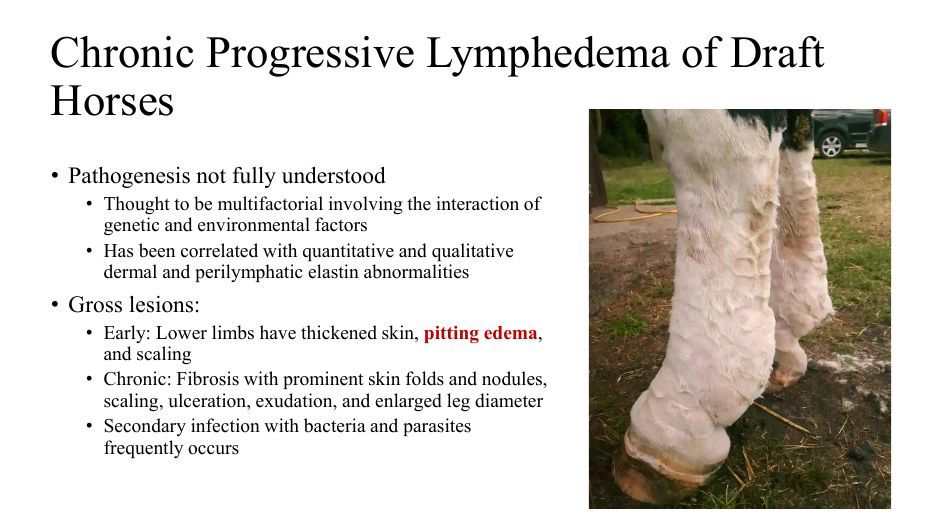 Chronic Progressive Lymphedema of Draft
Horses
• Pathogenesis not fully understood
• Thought to be multifactorial involving the interaction of
genetic and environmental factors
• Has been correlated with quantitative and qualitative
dermal and perilymphatic elastin abnormalities
• Gross lesions:
• Early: Lower limbs have thickened skin, pitting edema,
and scaling
• Chronic: Fibrosis with prominent skin folds and nodules,
scaling, ulceration, exudation, and enlarged leg diameter
• Secondary infection with bacteria and parasites
frequently occurs